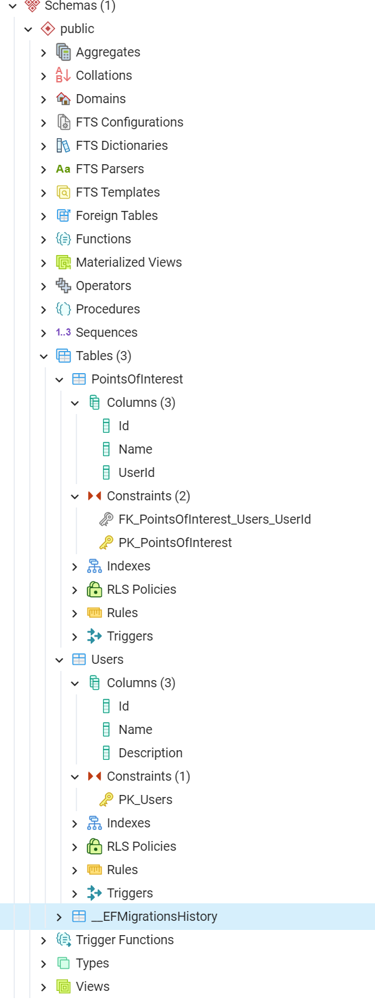 Schemas (1)
public
Aggregates
Collations
Domains
FTS Configurations
FTS Dictionaries
Aa FTS Parsers
FTS Templates
Foreign Tables
Functions
Materialized Views
Operators
Procedures
1..3 Sequences
Tables (3)
PointsOfInterest
Columns (3)
Id
Name
UserId
Constraints (2)
FK_PointsOfInterest_Users_UserId
PK_PointsOfInterest
Indexes
RLS Policies
Rules
Triggers
Users
Columns (3)
Id
Name
Description
Constraints (1)
PK_Users
Indexes
RLS Policies
Rules
Triggers
__EFMigrationsHistory
Trigger Functions
Types
Views